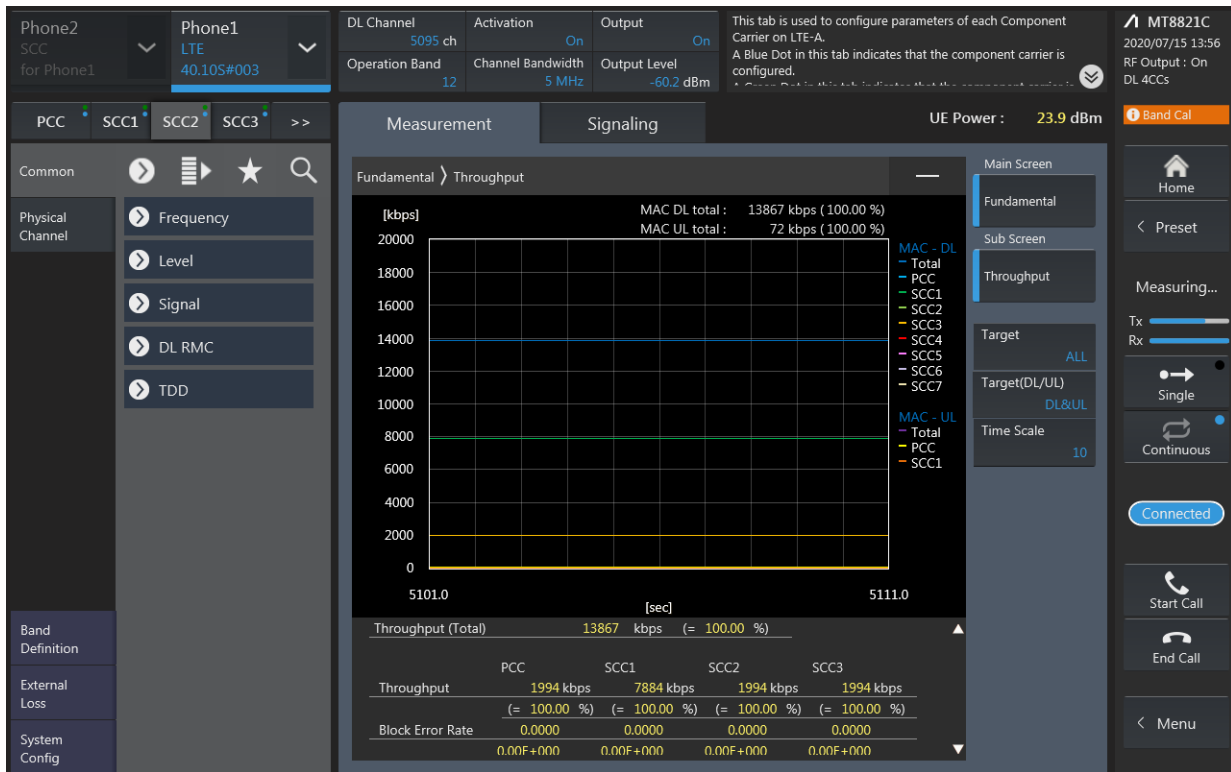 Phone2
SCC
for Phone1
Phone1
LTE
40.10S#003
DL Channel
5095 ch
Activation
On
Output
On
Operation Band
12
Channel Bandwidth
5 MHz
Output Level
-60.2 dBm
This tab is used to configure parameters of each Component
Carrier on LTE-A.
A Blue Dot in this tab indicates that the component carrier is
configured.
MT8821C
2020/07/15 13:56
RF Output : On
DL 4CCs
Band Cal
PCC SCC1 SCC2 SCC3 >>
Common
Physical
Channel
Frequency
Level
Signal
DL RMC
TDD
Band
Definition
External
Loss
System
Config
Measurement Signaling
UE Power : 23.9 dBm
Fundamental 〉 Throughput
[kbps]
MAC DL total : 13867 kbps ( 100.00 %)
MAC UL total : 72 kbps ( 100.00 %)
20000
18000
16000
14000
12000
10000
8000
6000
4000
2000
0
5101.0
5111.0
[sec]
MAC - DL
Total
PCC
SCC1
SCC2
SCC3
SCC4
SCC5
SCC6
SCC7
MAC - UL
Total
PCC
SCC1
Throughput (Total) 13867 kbps (= 100.00 %)
PCC SCC1 SCC2 SCC3
Throughput 1994 kbps 7884 kbps 1994 kbps 1994 kbps
(= 100.00 %) (= 100.00 %) (= 100.00 %) (= 100.00 %)
Block Error Rate 0.0000 0.0000 0.0000 0.0000
0.00E+000 0.00E+000 0.00E+000 0.00E+000
Main Screen
Fundamental
Sub Screen
Throughput
Target
ALL
Target(DL/UL)
DL&UL
Time Scale
10
Home
< Preset
Measuring...
Tx
Rx
Single
Continuous
Connected
Start Call
End Call
< Menu